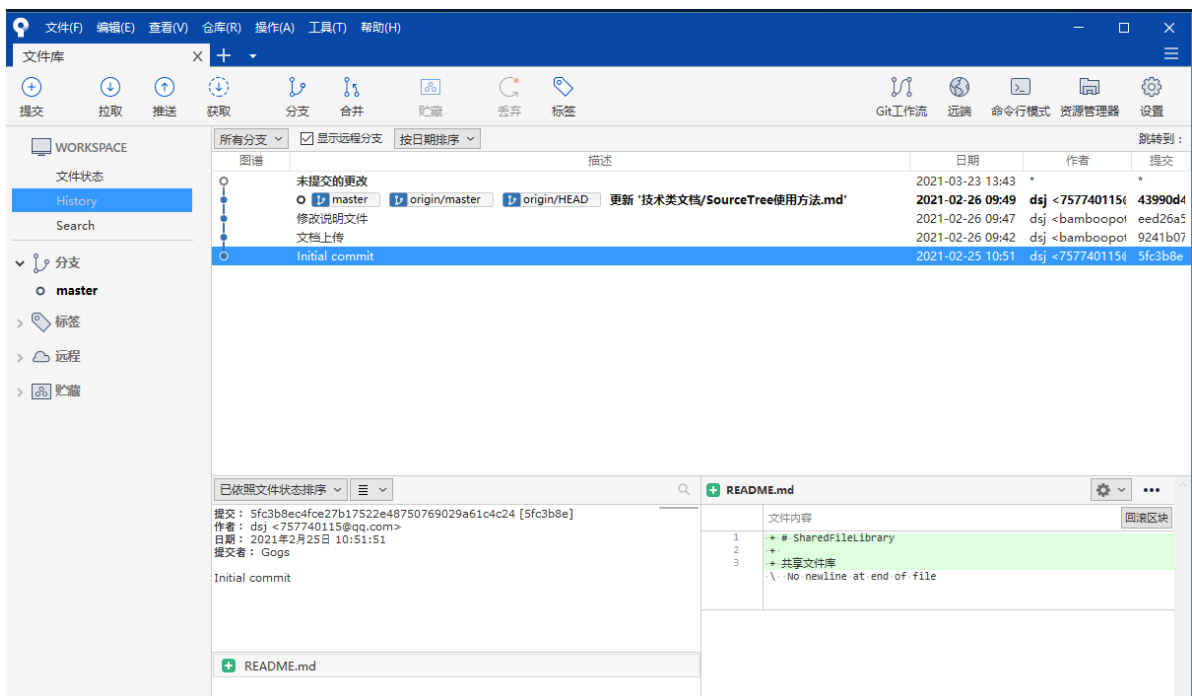 文件(F) 编辑(E) 查看(V) 仓库(R) 操作(A) 工具(T) 帮助(H)
文件库
提交 拉取 推送 获取 分支 合并 贮藏 丢弃 标签 Git工作流 远端 命令行模式 资源管理器 设置
WORKSPACE
文件状态
History
Search
分支
master
标签
远程
贮藏
所有分支 显示远程分支 按日期排序 跳转到：
图谱 描述 日期 作者 提交
未提交的更改 2021-03-23 13:43 * *
master origin/master origin/HEAD 更新 '技术类文档/SourceTree使用方法.md' 2021-02-26 09:49 dsj <757740115 43990d4
修改说明文件 2021-02-26 09:47 dsj <bamboopot eed26a5
文档上传 2021-02-26 09:42 dsj <bamboopot 9241b07
Initial commit 2021-02-25 10:51 dsj <757740115 5fc3b8e
已依照文件状态排序
提交： 5fc3b8ec4fce27b17522e48750769029a61c4c24 [5fc3b8e]
作者： dsj <757740115@qq.com>
日期： 2021年2月25日 10:51:51
提交者： Gogs
Initial commit
README.md
README.md
文件内容 回滚区块
1 + # SharedFileLibrary
2 +
3 + 共享文件库
\ No newline at end of file